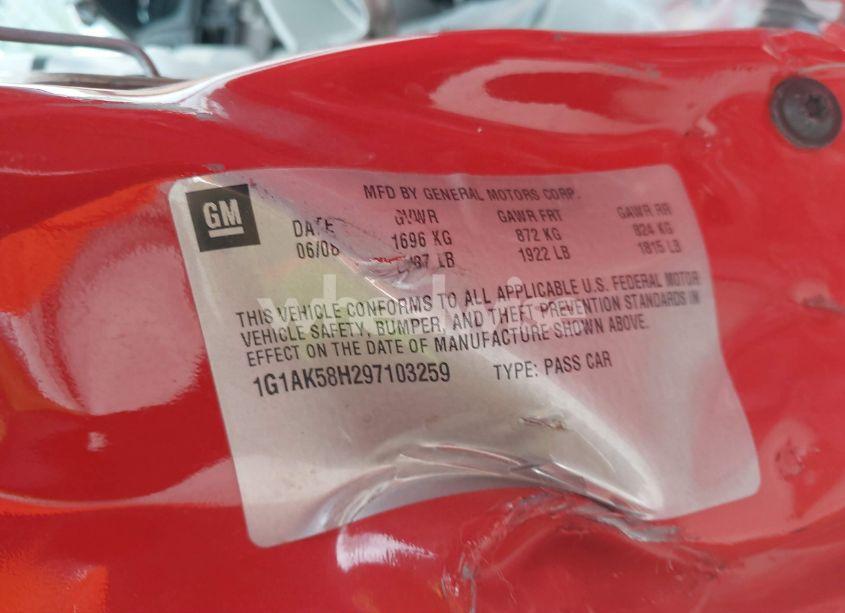 GM
MFD BY GENERAL MOTORS CORP.
DATE GVWR GAWR FRT GAWR RR
06/08 1696 KG 872 KG 824 KG
1922 LB 1815 LB
THIS VEHICLE CONFORMS TO ALL APPLICABLE U.S. FEDERAL MOTOR
VEHICLE SAFETY, BUMPER, AND THEFT PREVENTION STANDARDS IN
EFFECT ON THE DATE OF MANUFACTURE SHOWN ABOVE.
1G1AK58H297103259 TYPE: PASS CAR